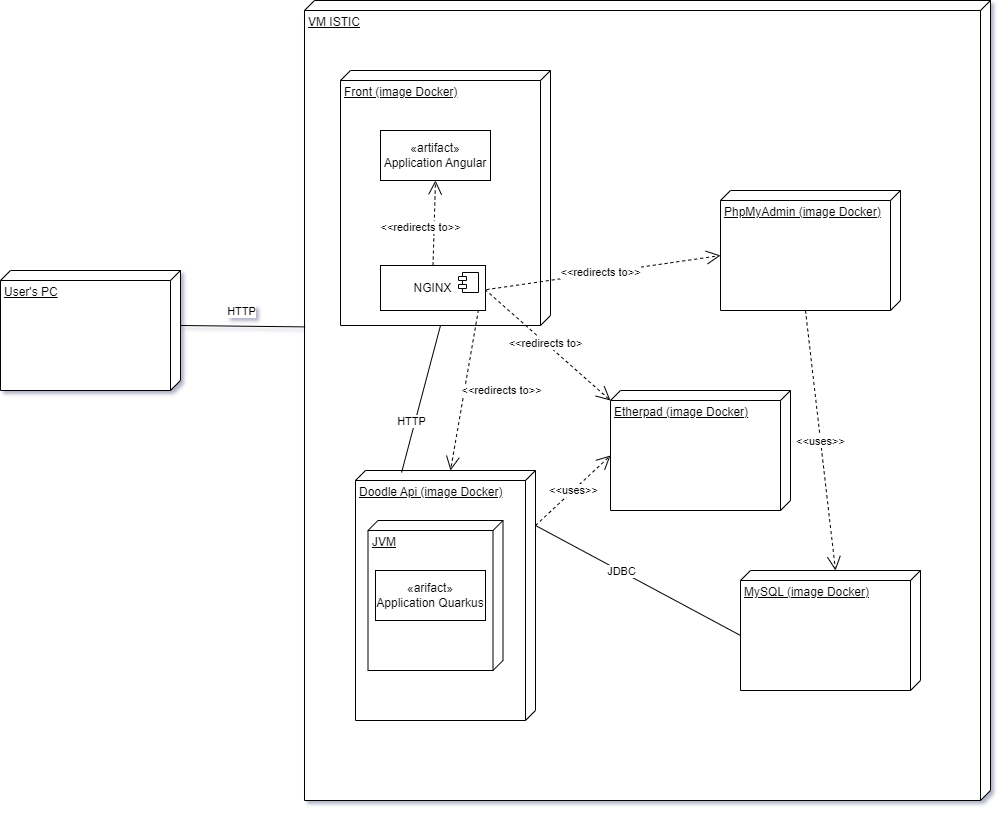 VM ISTIC
Front (image Docker)
«artifact»
Application Angular
<<redirects to>>
PhpMyAdmin (image Docker)
<<redirects to>>
NGINX
User's PC
HTTP
<<redirects to>
<<redirects to>>
HTTP
Etherpad (image Docker)
<<uses>>
Doodle Api (image Docker)
<<uses>>
JVM
JDBC
«arifact»
Application Quarkus
MySQL (image Docker)